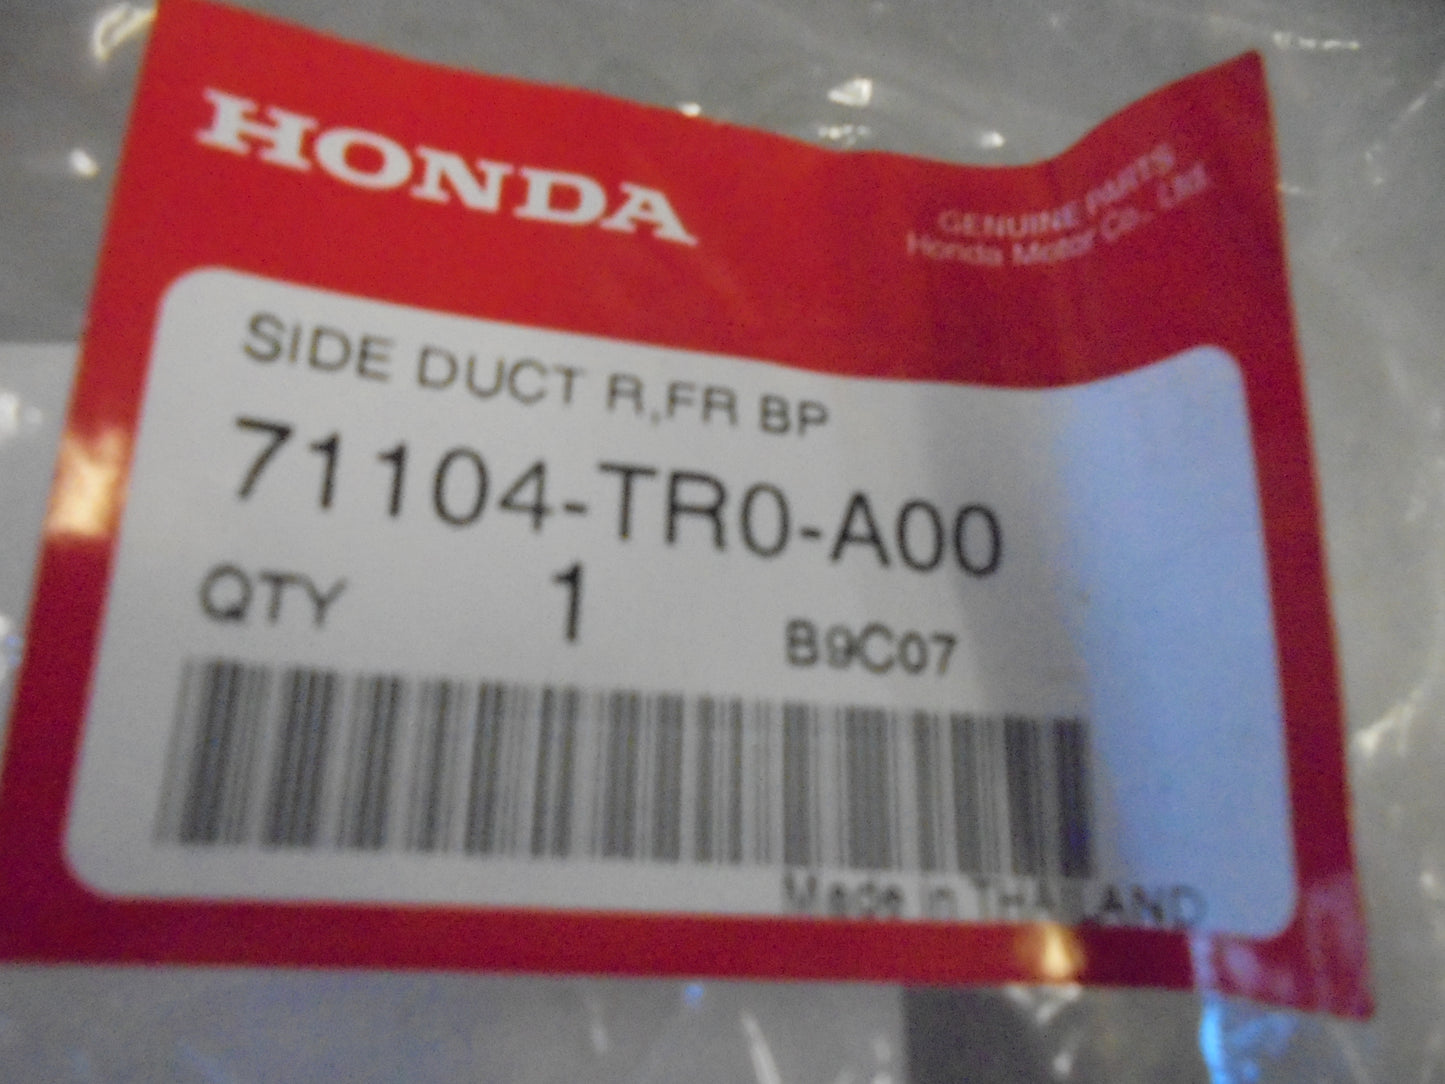 HONDA
GENUINE PARTS
Honda Motor Co., Ltd.
SIDE DUCT R,FR BP
71104-TR0-A00
QTY 1 B9C07
Made in THAILAND